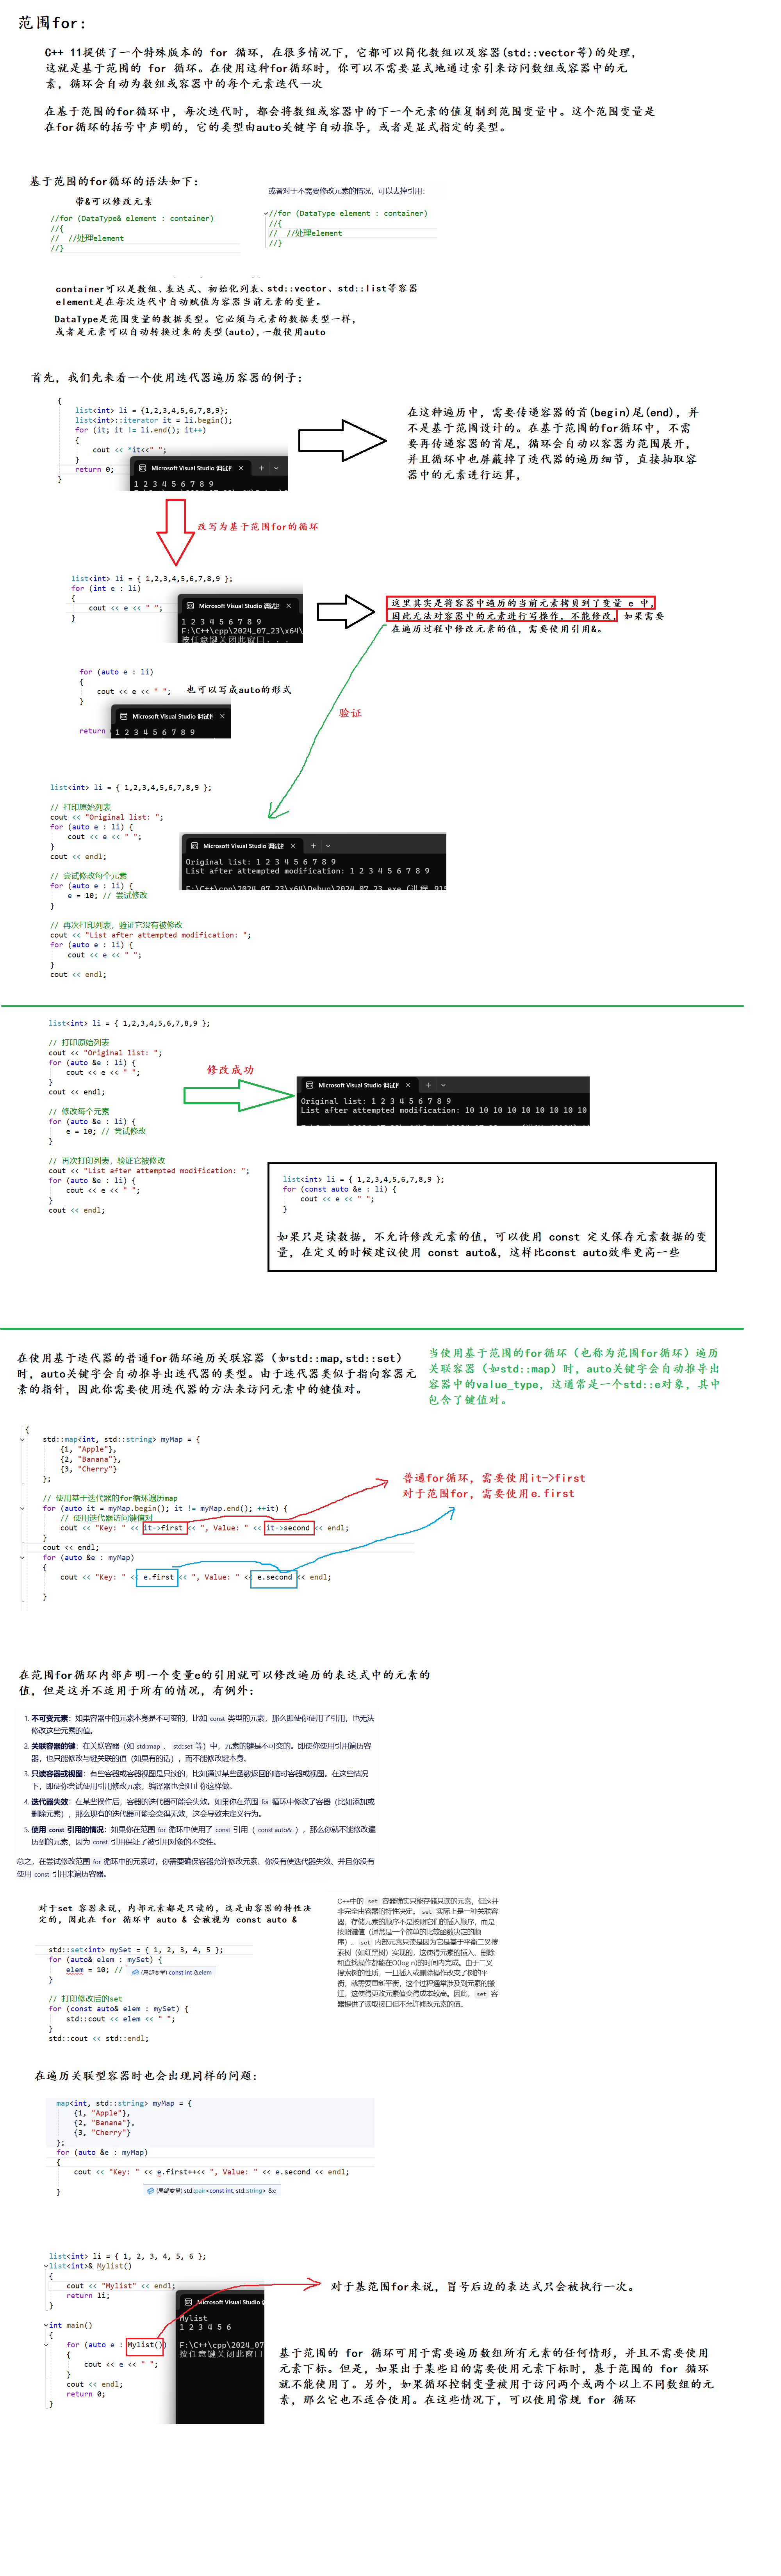 范围for：
C++ 11提供了一个特殊版本的 for 循环，在很多情况下，它都可以简化数组以及容器(std::vector等)的处理，
这就是基于范围的 for 循环。在使用这种for循环时，你可以不需要显式地通过索引来访问数组或容器中的元
素，循环会自动为数组或容器中的每个元素迭代一次
在基于范围的for循环中，每次迭代时，都会将数组或容器中的下一个元素的值复制到范围变量中。这个范围变量是
在for循环的括号中声明的，它的类型由auto关键字自动推导，或者是显式指定的类型。
基于范围的for循环的语法如下：
带&可以修改元素
//for (DataType& element : container)
//{
//  //处理element
//}
或者对于不需要修改元素的情况，可以去掉引用：
//for (DataType element : container)
//{
//  //处理element
//}
container可以是数组、表达式、初始化列表、std::vector、std::list等容器
element是在每次迭代中自动赋值为容器当前元素的变量。
DataType是范围变量的数据类型。它必须与元素的数据类型一样，
或者是元素可以自动转换过来的类型(auto),一般使用auto
首先，我们先来看一个使用迭代器遍历容器的例子：
{
list<int> li = {1,2,3,4,5,6,7,8,9};
list<int>::iterator it = li.begin();
for (it; it != li.end(); it++)
{
cout << *it<<" ";
}
return 0;
}
Microsoft Visual Studio 调试
1 2 3 4 5 6 7 8 9
在这种遍历中，需要传递容器的首(begin)尾(end)，并
不是基于范围设计的。在基于范围的for循环中，不需
要再传递容器的首尾，循环会自动以容器为范围展开，
并且循环中也屏蔽掉了迭代器的遍历细节，直接抽取容
器中的元素进行运算，
改写为基于范围for的循环
list<int> li = { 1,2,3,4,5,6,7,8,9 };
for (int e : li)
{
cout << e << " ";
}
Microsoft Visual Studio 调试
1 2 3 4 5 6 7 8 9
F:\C++\cpp\2024_07_23\x64\
按任意键关闭此窗口. . .
这里其实是将容器中遍历的当前元素拷贝到了变量 e 中，
因此无法对容器中的元素进行写操作，不能修改，如果需要
在遍历过程中修改元素的值，需要使用引用&。
for (auto e : li)
{
cout << e << " ";
}
return
也可以写成auto的形式
Microsoft Visual Studio 调试
1 2 3 4 5 6 7 8 9
验证
list<int> li = { 1,2,3,4,5,6,7,8,9 };
// 打印原始列表
cout << "Original list: ";
for (auto e : li) {
cout << e << " ";
}
cout << endl;
// 尝试修改每个元素
for (auto e : li) {
e = 10; // 尝试修改
}
// 再次打印列表，验证它没有被修改
cout << "List after attempted modification: ";
for (auto e : li) {
cout << e << " ";
}
cout << endl;
Microsoft Visual Studio 调试
Original list: 1 2 3 4 5 6 7 8 9
List after attempted modification: 1 2 3 4 5 6 7 8 9
F:\C++\cpp\2024_07_23\x64\Debug\2024_07_23.exe (进程 915
list<int> li = { 1,2,3,4,5,6,7,8,9 };
// 打印原始列表
cout << "Original list: ";
for (auto &e : li) {
cout << e << " ";
}
cout << endl;
// 修改每个元素
for (auto &e : li) {
e = 10; // 尝试修改
}
// 再次打印列表，验证它被修改
cout << "List after attempted modification: ";
for (auto &e : li) {
cout << e << " ";
}
cout << endl;
修改成功
Microsoft Visual Studio 调试
Original list: 1 2 3 4 5 6 7 8 9
List after attempted modification: 10 10 10 10 10 10 10 10 10
list<int> li = { 1,2,3,4,5,6,7,8,9 };
for (const auto &e : li) {
cout << e << " ";
}
如果只是读数据，不允许修改元素的值，可以使用 const 定义保存元素数据的变
量，在定义的时候建议使用 const auto&，这样比const auto效率更高一些
在使用基于迭代器的普通for循环遍历关联容器（如std::map,std::set）
时，auto关键字会自动推导出迭代器的类型。由于迭代器类似于指向容器元
素的指针，因此你需要使用迭代器的方法来访问元素中的键值对。
当使用基于范围的for循环（也称为范围for循环）遍历
关联容器（如std::map）时，auto关键字会自动推导出
容器中的value_type，这通常是一个std::e对象，其中
包含了键值对。
{
std::map<int, std::string> myMap = {
{1, "Apple"},
{2, "Banana"},
{3, "Cherry"}
};
// 使用基于迭代器的for循环遍历map
for (auto it = myMap.begin(); it != myMap.end(); ++it) {
// 使用迭代器访问键值对
cout << "Key: " << it->first << ", Value: " << it->second << endl;
}
cout << endl;
for (auto &e : myMap)
{
cout << "Key: " << e.first << ", Value: " << e.second << endl;
}
普通for循环，需要使用it->first
对于范围for，需要使用e.first
在范围for循环内部声明一个变量e的引用就可以修改遍历的表达式中的元素的
值，但是这并不适用于所有的情况，有例外：
1. 不可变元素：如果容器中的元素本身是不可变的，比如 const 类型的元素，那么即使你使用了引用，也无法
修改这些元素的值。
2. 关联容器的键：在关联容器（如 std::map 、 std::set 等）中，元素的键是不可变的。即使你使用引用遍历容
器，也只能修改与键关联的值（如果有的话），而不能修改键本身。
3. 只读容器或视图：有些容器或容器视图是只读的，比如通过某些函数返回的临时容器或视图。在这些情况
下，即使你尝试使用引用修改元素，编译器也会阻止你这样做。
4. 迭代器失效：在某些操作后，容器的迭代器可能会失效。如果你在范围 for 循环中修改了容器（比如添加或
删除元素），那么现有的迭代器可能会变得无效，这会导致未定义行为。
5. 使用 const 引用的情况：如果你在范围 for 循环中使用了 const 引用（ const auto& ），那么你就不能修改遍
历到的元素，因为 const 引用保证了被引用对象的不变性。
总之，在尝试修改范围 for 循环中的元素时，你需要确保容器允许修改元素、你没有使迭代器失效、并且你没有
使用 const 引用来遍历容器。
对于set 容器来说，内部元素都是只读的，这是由容器的特性决
定的，因此在 for 循环中 auto & 会被视为 const auto &
std::set<int> mySet = { 1, 2, 3, 4, 5 };
for (auto& elem : mySet) {
elem = 10; //
(局部变量) const int &elem
}
// 打印修改后的set
for (const auto& elem : mySet) {
std::cout << elem << " ";
}
std::cout << std::endl;
C++中的 set 容器确实只能存储只读的元素，但这并
非完全由容器的特性决定。 set 实际上是一种关联容
器，存储元素的顺序不是按照它们的插入顺序，而是
按照键值（通常是一个简单的比较函数决定的顺
序）。 set 内部元素只读是因为它是基于平衡二叉搜
索树（如红黑树）实现的，这使得元素的插入、删除
和查找操作都能在O(log n)的时间内完成。由于二叉
搜索树的性质，一旦插入或删除操作改变了树的平
衡，就需要重新平衡，这个过程通常涉及到元素的搬
迁，这使得更改元素值变得成本较高。因此， set 容
器提供了读取接口但不允许修改元素的值。
在遍历关联型容器时也会出现同样的问题：
map<int, std::string> myMap = {
{1, "Apple"},
{2, "Banana"},
{3, "Cherry"}
};
for (auto &e : myMap)
{
cout << "Key: " << e.first++<< ", Value: " << e.second << endl;
(局部变量) std::pair<const int, std::string> &e
}
list<int> li = { 1, 2, 3, 4, 5, 6 };
list<int>& Mylist()
{
cout << "Mylist" << endl;
return li;
}
int main()
{
for (auto e : Mylist())
{
cout << e << " ";
}
cout << endl;
return 0;
}
Microsoft Visual Studio 
Mylist
1 2 3 4 5 6
F:\C++\cpp\2024_07
按任意键关闭此窗口
对于基范围for来说，冒号后边的表达式只会被执行一次。
基于范围的 for 循环可用于需要遍历数组所有元素的任何情形，并且不需要使用
元素下标。但是，如果出于某些目的需要使用元素下标时，基于范围的 for 循环
就不能使用了。另外，如果循环控制变量被用于访问两个或两个以上不同数组的元
素，那么它也不适合使用。在这些情况下，可以使用常规 for 循环